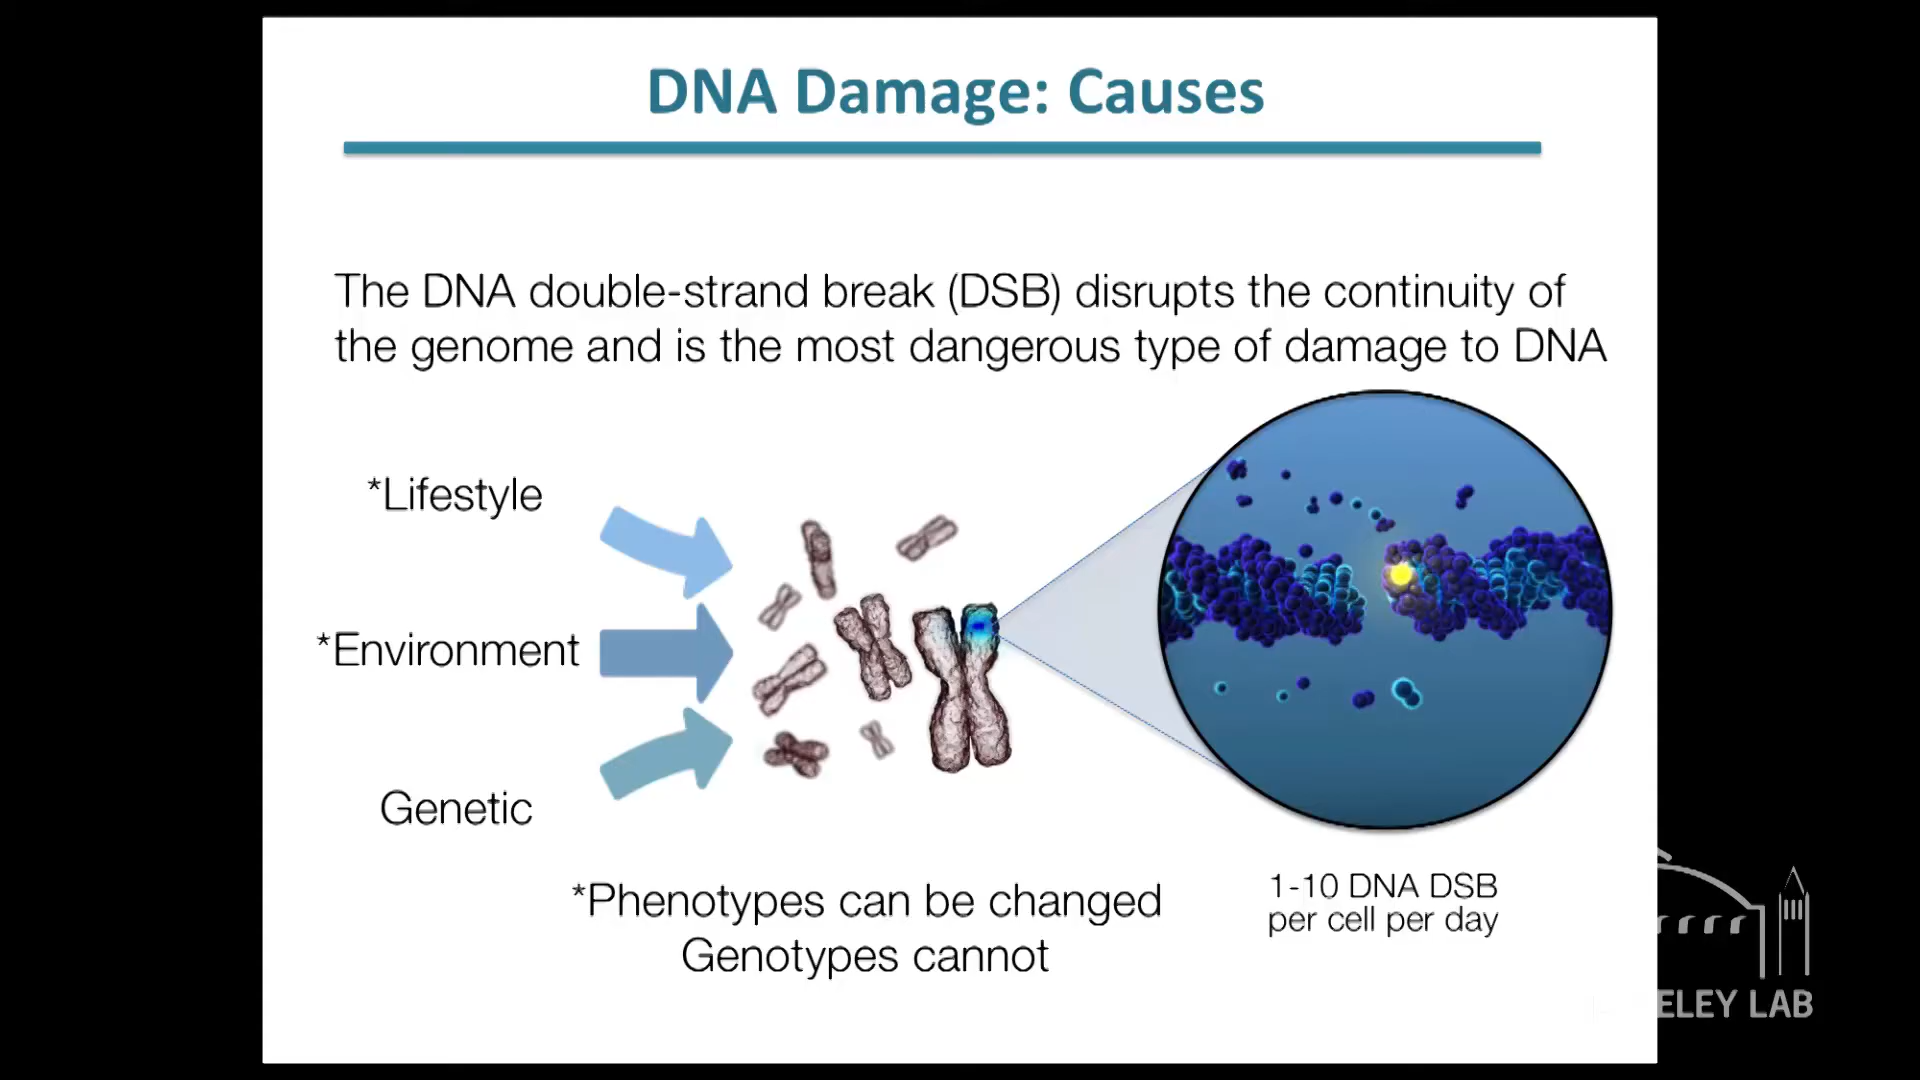 DNA Damage: Causes
The DNA double-strand break (DSB) disrupts the continuity of
the genome and is the most dangerous type of damage to DNA
*Lifestyle
*Environment
Genetic
*Phenotypes can be changed
Genotypes cannot
1-10 DNA DSB
per cell per day
ELEY LAB